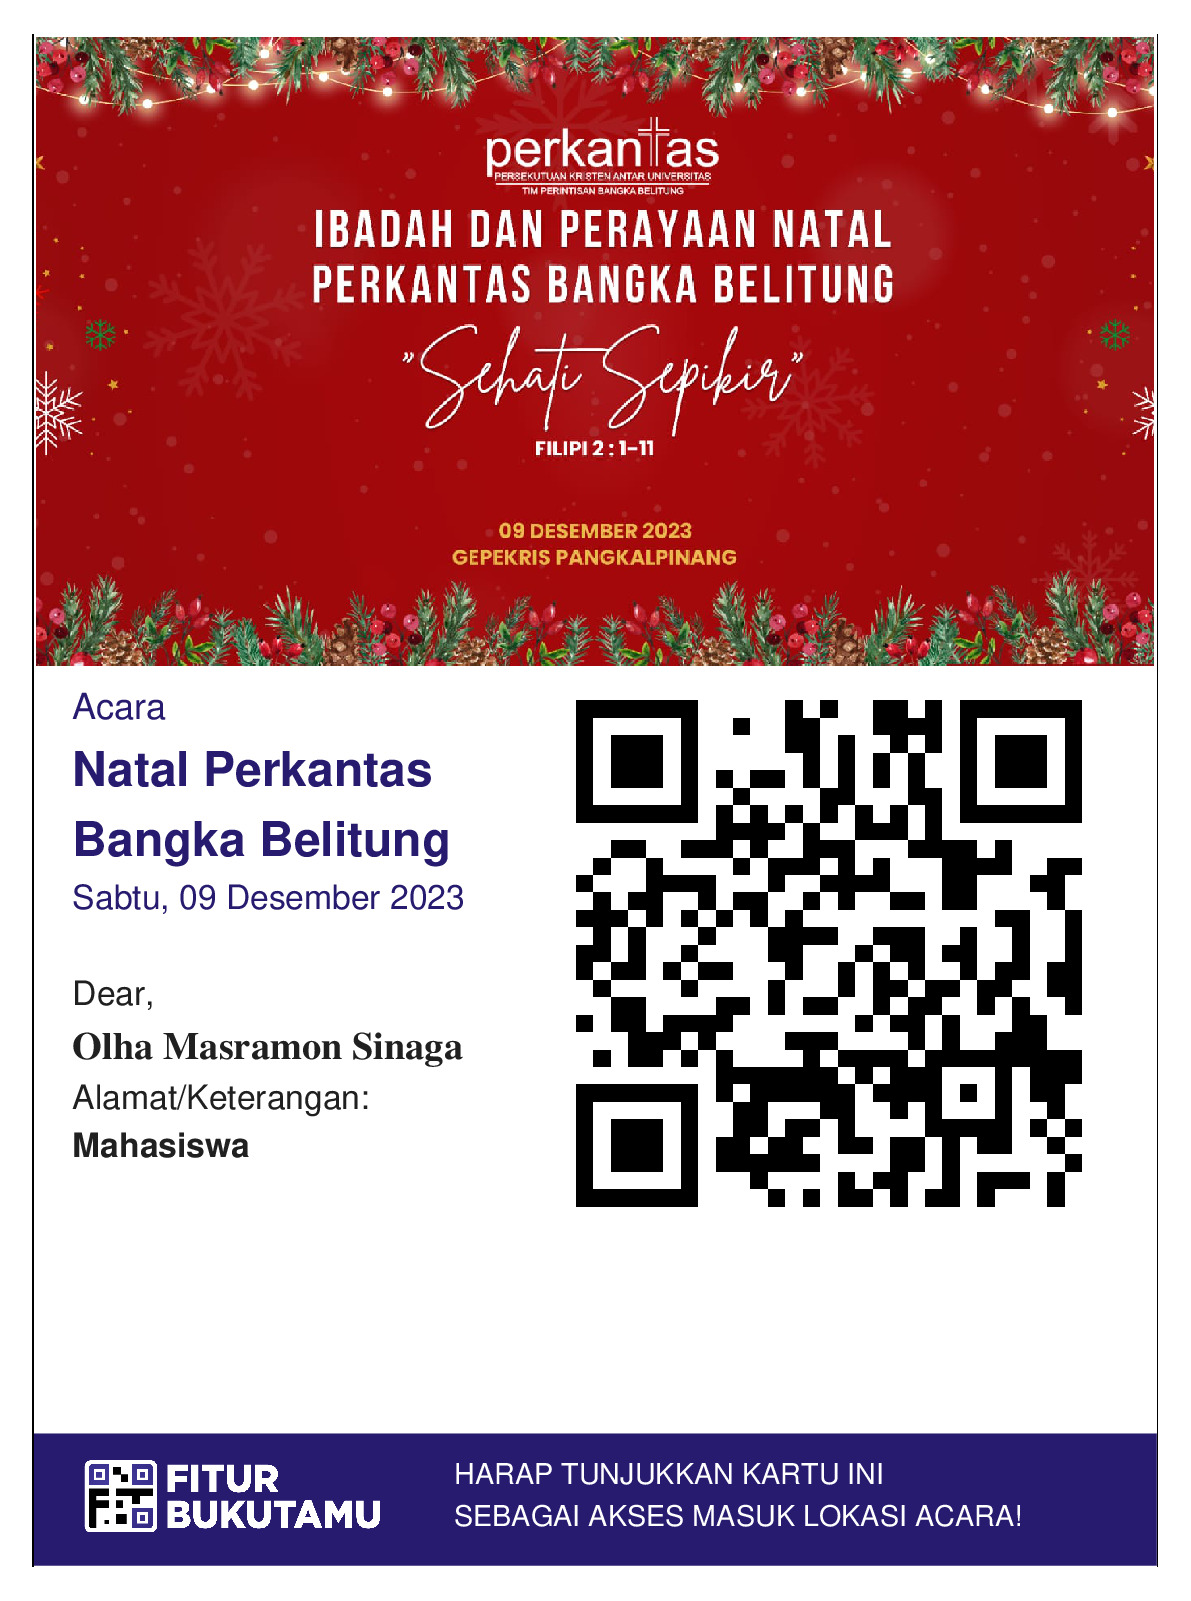 perkantas
PERSEKUTUAN KRISTEN ANTAR UNIVERSITAS
TIM PERINTISAN BANGKA BELITUNG
IBADAH DAN PERAYAAN NATAL
PERKANTAS BANGKA BELITUNG
"Sehati Sepikir"
FILIPI 2 : 1-11
09 DESEMBER 2023
GEPEKRIS PANGKALPINANG
Acara
Natal Perkantas
Bangka Belitung
Sabtu, 09 Desember 2023
Dear,
Olha Masramon Sinaga
Alamat/Keterangan:
Mahasiswa
FITUR
BUKUTAMU
HARAP TUNJUKKAN KARTU INI
SEBAGAI AKSES MASUK LOKASI ACARA!